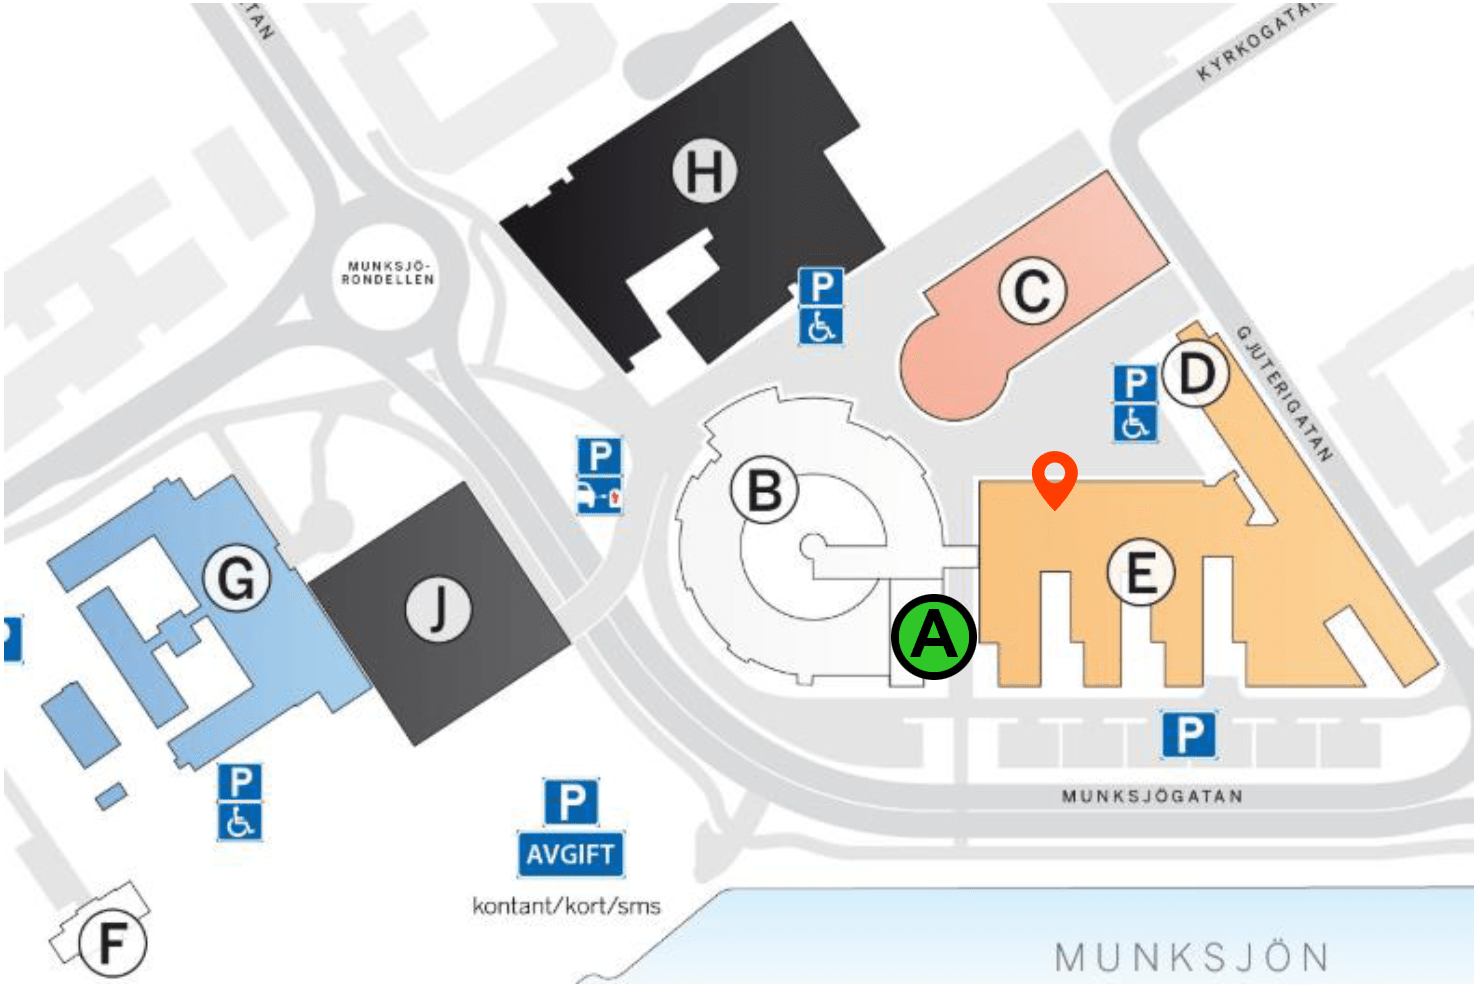 TAN
KYRKOGATAN
H
MUNKSJÖ-
RONDELLEN
P
C
GJUTERIGATAN
D
P
P
B
G
E
J
A
P
MUNKSJÖGATAN
P
P
AVGIFT
kontant/kort/sms
F
MUNKSJÖN